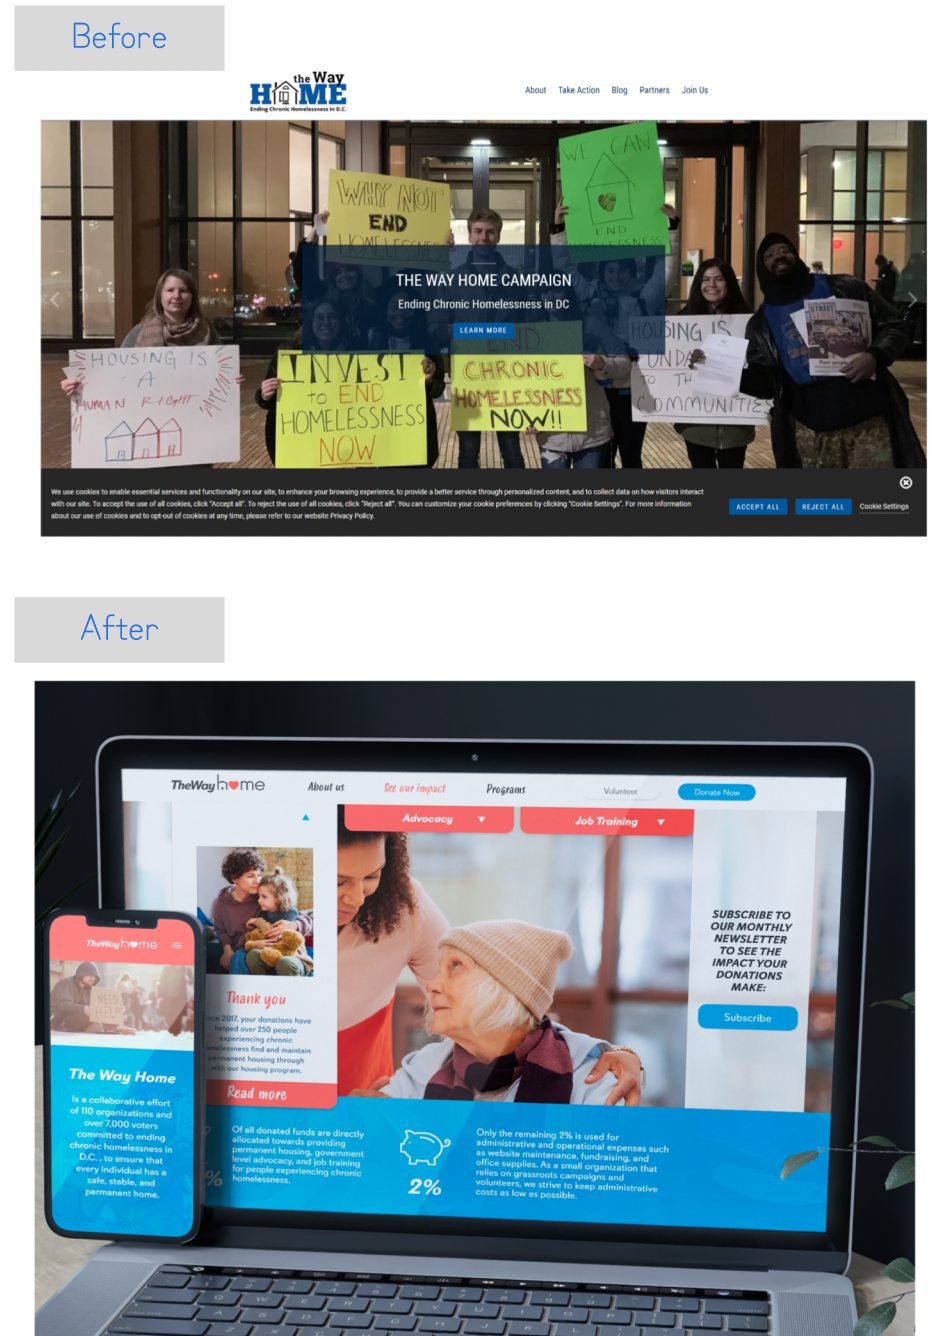 Before
the Way
HOME
Ending Chronic Homelessness in D.C.
About Take Action Blog Partners Join Us
WHY NOT
END
HOMELESSNESS
WE CAN
END
HOMELESSNESS
THE WAY HOME CAMPAIGN
Ending Chronic Homelessness in DC
LEARN MORE
HOUSING IS
A
HUMAN RIGHT
INVEST
to END
HOMELESSNESS
NOW
END
CHRONIC
HOMELESSNESS
NOW!!
HOUSING IS
FUNDA
TO TH
COMMUNITIES
STREET
We use cookies to enable essential services and functionality on our site, to enhance your browsing experience, to provide a better service through personalized content, and to collect data on how visitors interact
with our site. To accept the use of all cookies, click "Accept all". To reject the use of all cookies, click "Reject all". You can customize your cookie preferences by clicking "Cookie Settings". For more information
about our use of cookies and to opt-out of cookies at any time, please refer to our website Privacy Policy.
ACCEPT ALL REJECT ALL Cookie Settings
After
TheWay home
About us See our impact Programs Volunteer Donate Now
Advocacy Job Training
Thank you
ce 2017, your donations have
helped over 250 people
experiencing chronic
melessness find and maintain
permanent housing through
with our housing program.
Read more
SUBSCRIBE TO
OUR MONTHLY
NEWSLETTER
TO SEE THE
IMPACT YOUR
DONATIONS
MAKE:
Subscribe
%
Of all donated funds are directly
allocated towards providing
permanent housing, government
level advocacy, and job training
for people experiencing chronic
homelessness.
2%
Only the remaining 2% is used for
administrative and operational expenses such
as website maintenance, fundraising, and
office supplies. As a small organization that
relies on grassroots campaigns and
volunteers, we strive to keep administrative
costs as low as possible.
TheWay home
NEED
HELP
The Way Home
Is a collaborative effort
of 110 organizations and
over 7,000 voters
committed to ending
chronic homelessness in
D.C., to ensure that
every individual has a
safe, stable, and
permanent home.